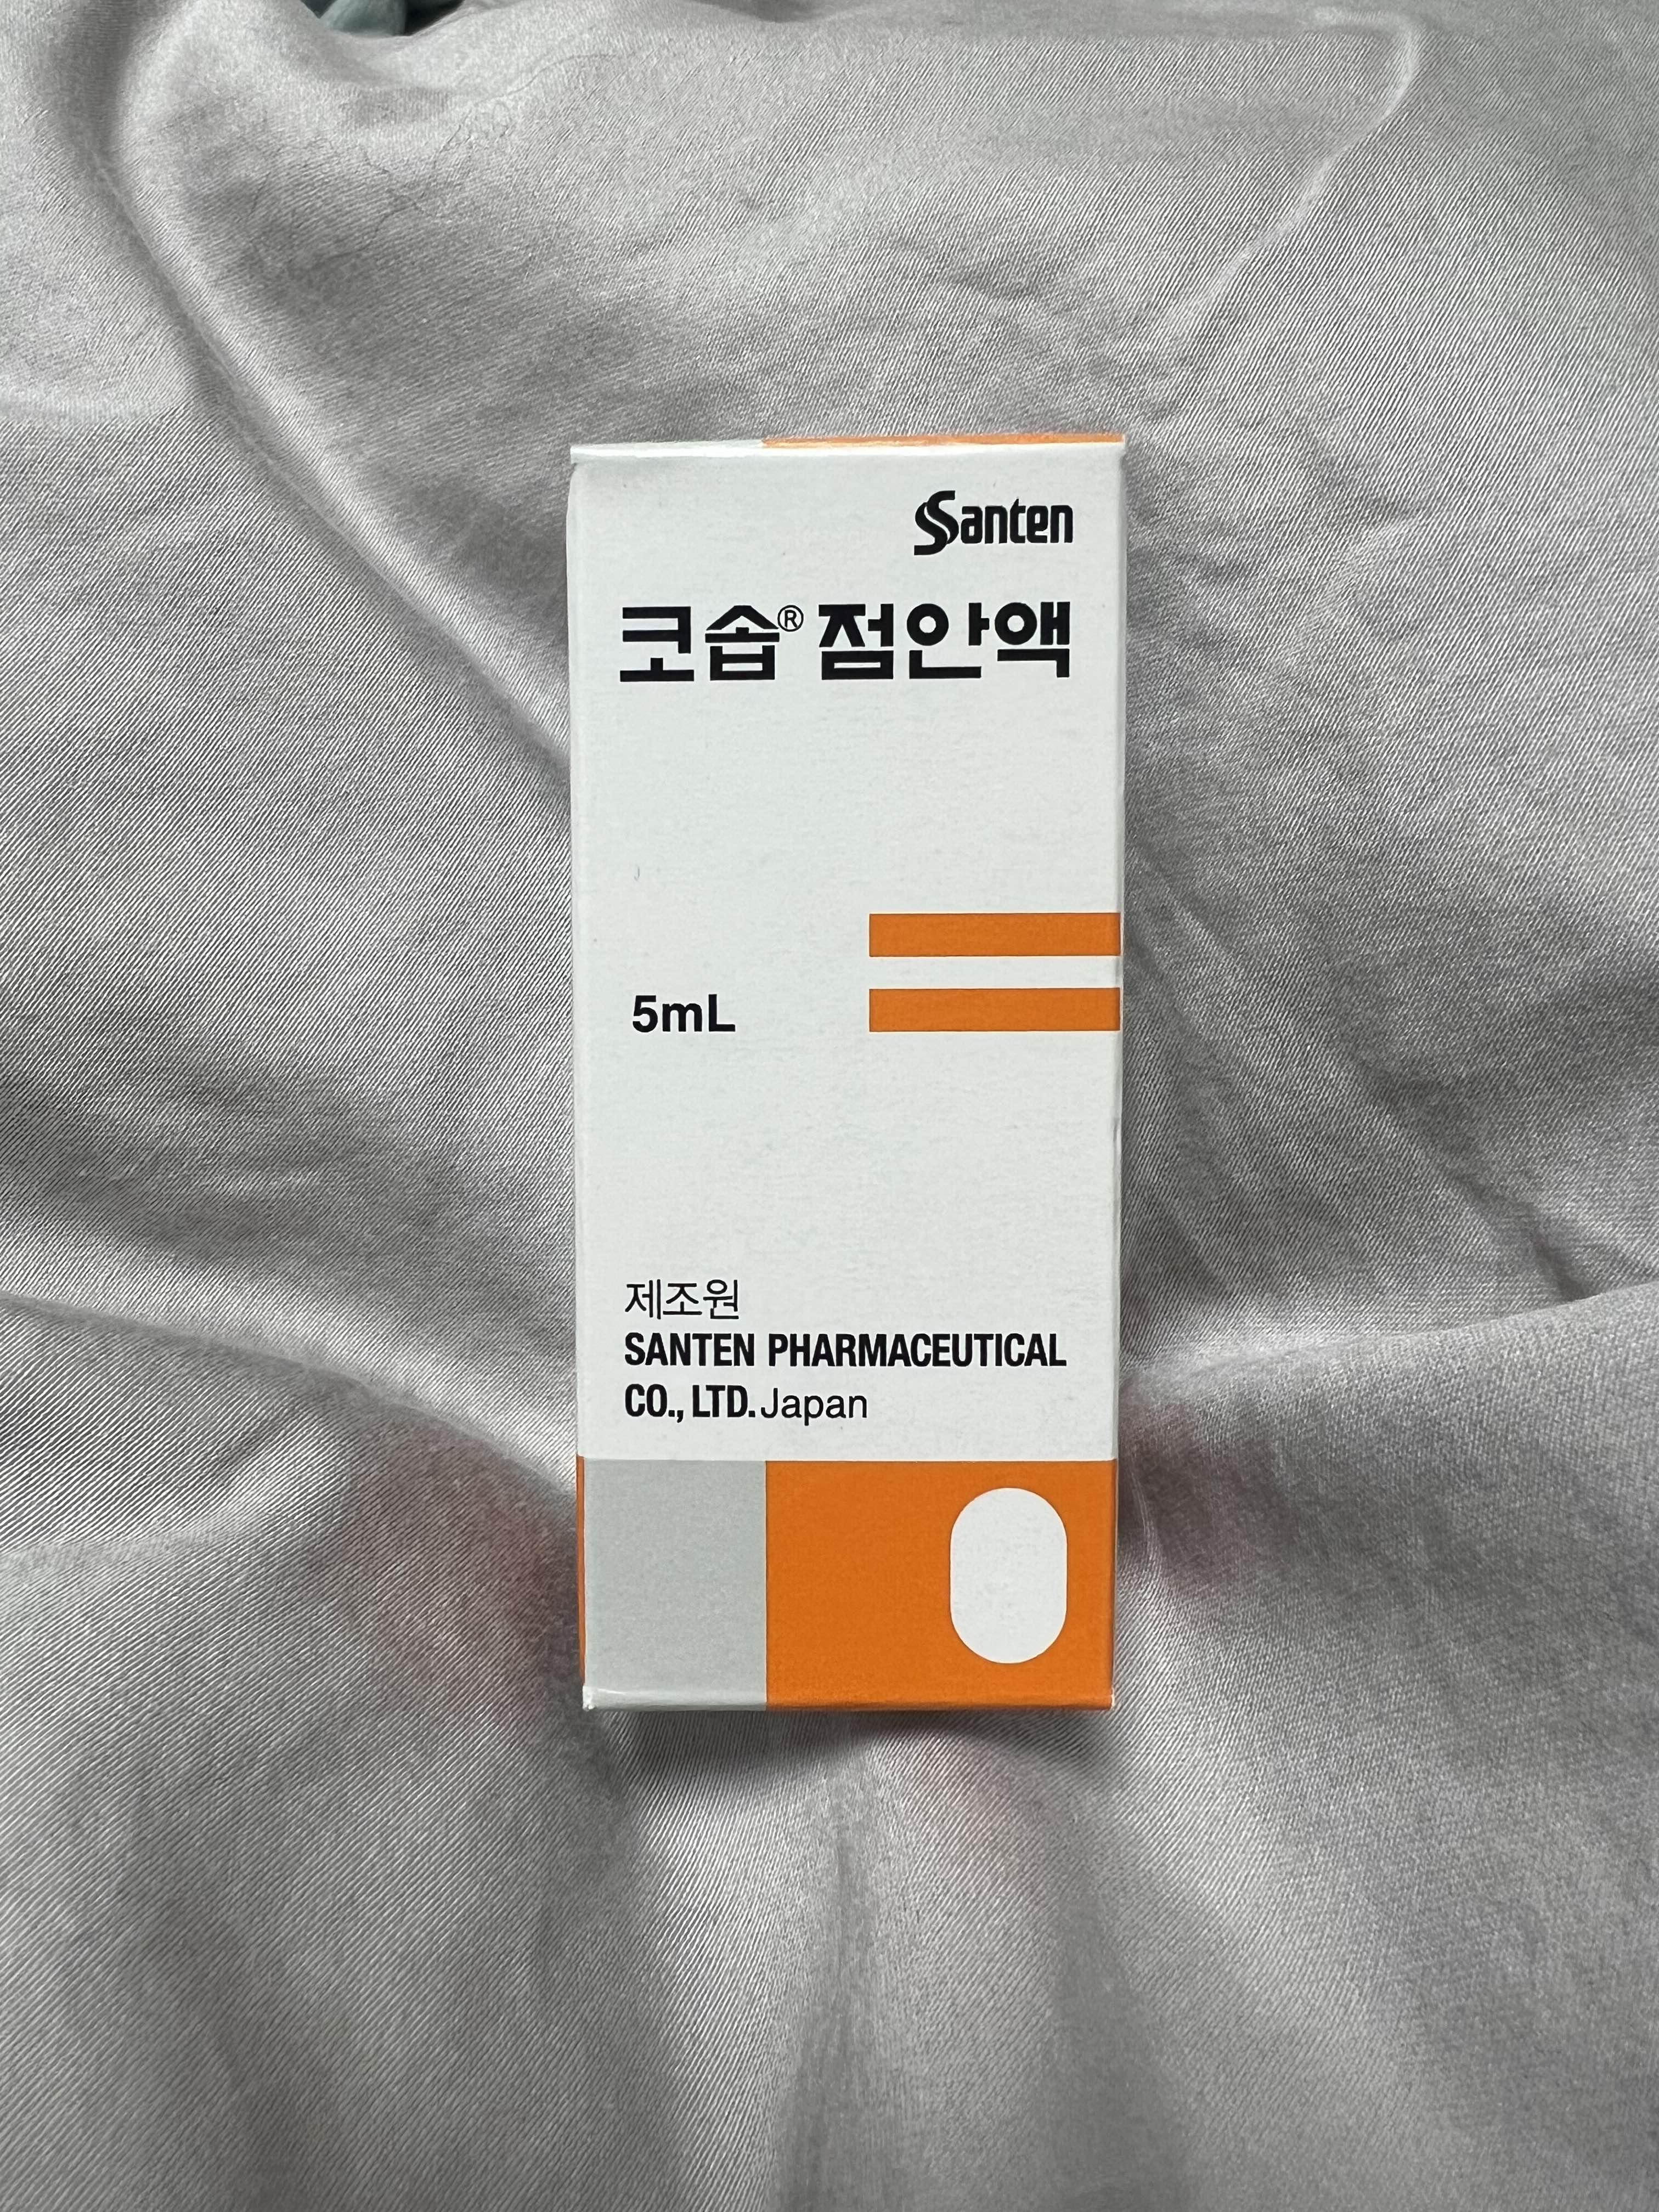 Santen
코솝® 점안액
5mL
제조원
SANTEN PHARMACEUTICAL
CO., LTD. Japan